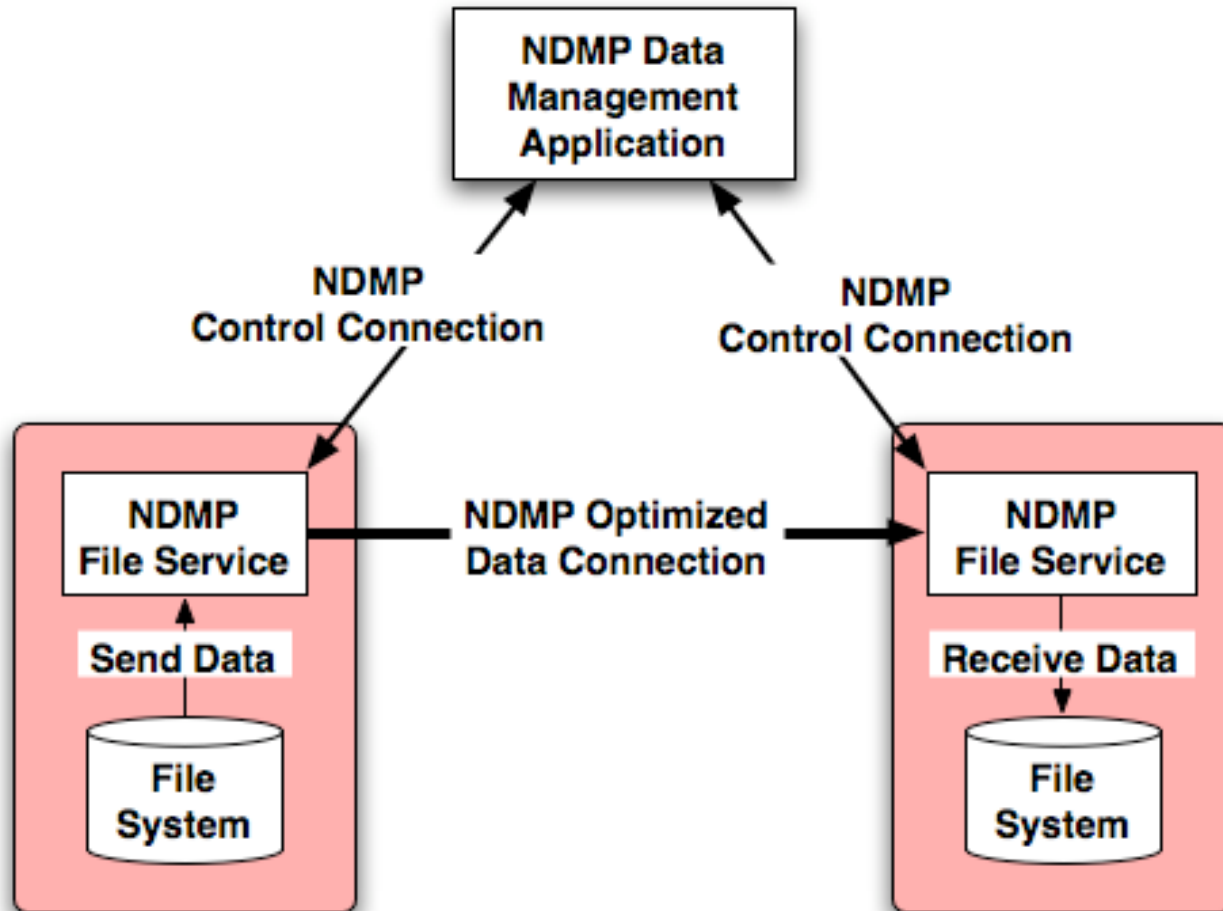 NDMP Data
Management
Application
NDMP
Control Connection
NDMP
Control Connection
NDMP
File Service
NDMP Optimized
Data Connection
NDMP
File Service
Send Data
Receive Data
File
System
File
System